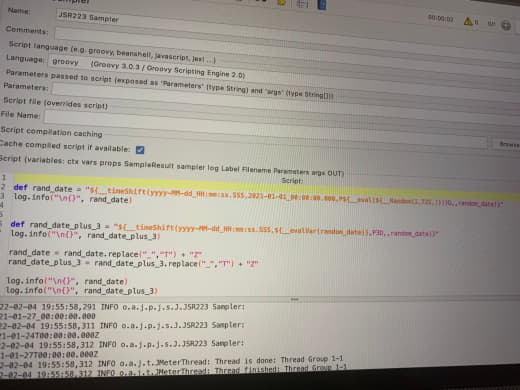 Name: JSR223 Sampler
00:00:02 0 0/1
Comments:
Script language (e.g. groovy, beanshell, javascript, jexl ...)
Language: groovy (Groovy 3.0.3 / Groovy Scripting Engine 2.0)
Parameters passed to script (exposed as 'Parameters' (type String) and 'args' (type String[]))
Parameters:
Script file (overrides script)
File Name:
Browse
Script compilation caching
Cache compiled script if available:
Script (variables: ctx vars props SampleResult sampler log Label Filename Parameters args OUT)
Script:
1
2 def rand_date = "${__timeShift(yyyy-MM-dd_HH:mm:ss.SSS,2021-01-01_00:00:00.000,P${__eval(${__Random(1,725,)})}D,,random_date)}"
3 log.info("\n{}", rand_date)
def rand_date_plus_3 = "${__timeShift(yyyy-MM-dd_HH:mm:ss.SSS,${__evalVar(random_date)},P3D,,random_date)}"
log.info("\n{}", rand_date_plus_3)
rand_date = rand_date.replace("_","T") + "Z"
rand_date_plus_3 = rand_date_plus_3.replace("_","T") + "Z"
log.info("\n{}", rand_date)
log.info("\n{}", rand_date_plus_3)
22-02-04 19:55:58,291 INFO o.a.j.p.j.s.J.JSR223 Sampler:
21-01-27_00:00:00.000
22-02-04 19:55:58,311 INFO o.a.j.p.j.s.J.JSR223 Sampler:
21-01-24T00:00:00.000Z
22-02-04 19:55:58,312 INFO o.a.j.p.j.s.J.JSR223 Sampler:
21-01-27T00:00:00.000Z
2-02-04 19:55:58,312 INFO o.a.j.t.JMeterThread: Thread is done: Thread Group 1-1
2-02-04 19:55:58,312 INFO o.a.j.t.JMeterThread: Thread finished: Thread Group 1-1